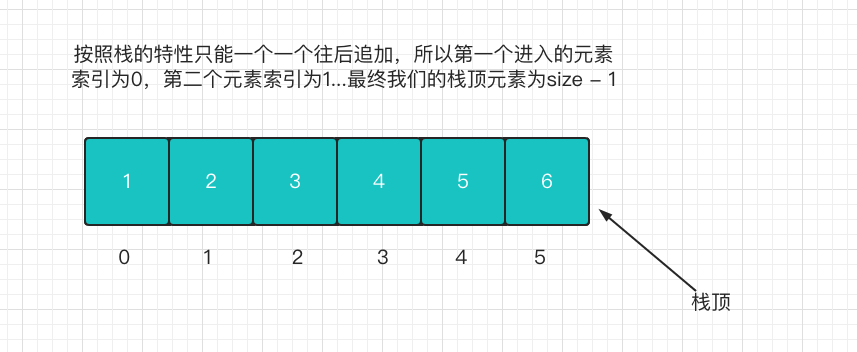 按照栈的特性只能一个一个往后追加，所以第一个进入的元素
索引为0，第二个元素索引为1...最终我们的栈顶元素为size - 1
1 2 3 4 5 6
0 1 2 3 4 5
栈顶